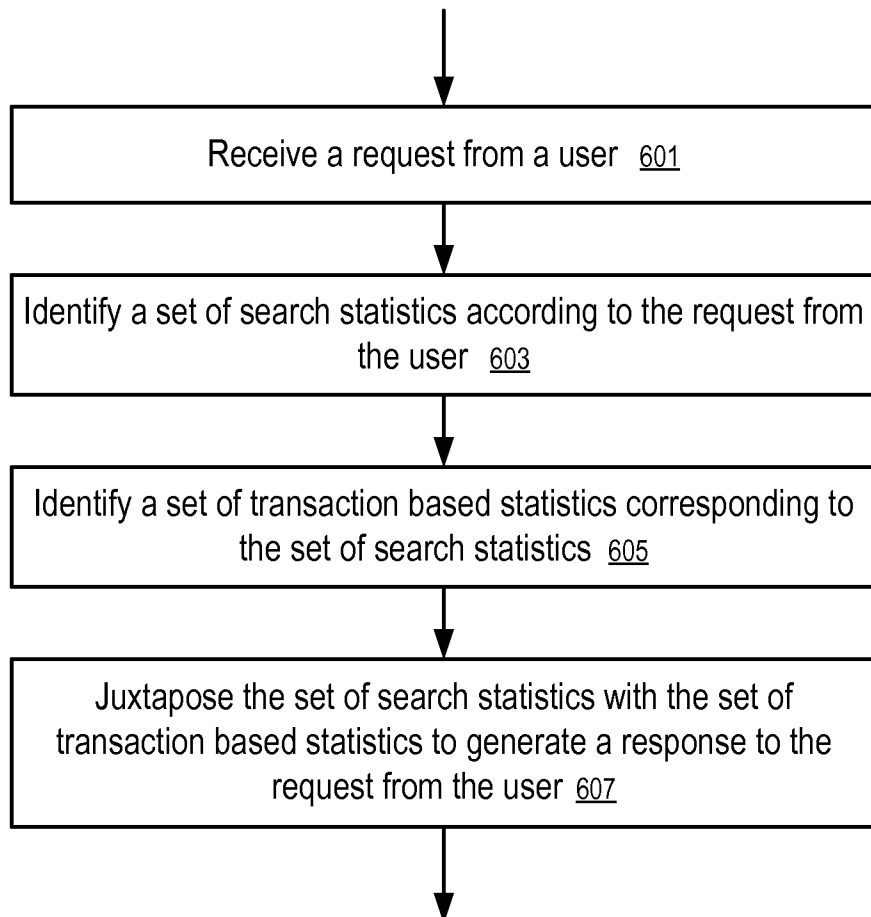 Receive a request from a user 601
Identify a set of search statistics according to the request from
the user 603
Identify a set of transaction based statistics corresponding to
the set of search statistics 605
Juxtapose the set of search statistics with the set of
transaction based statistics to generate a response to the
request from the user 607